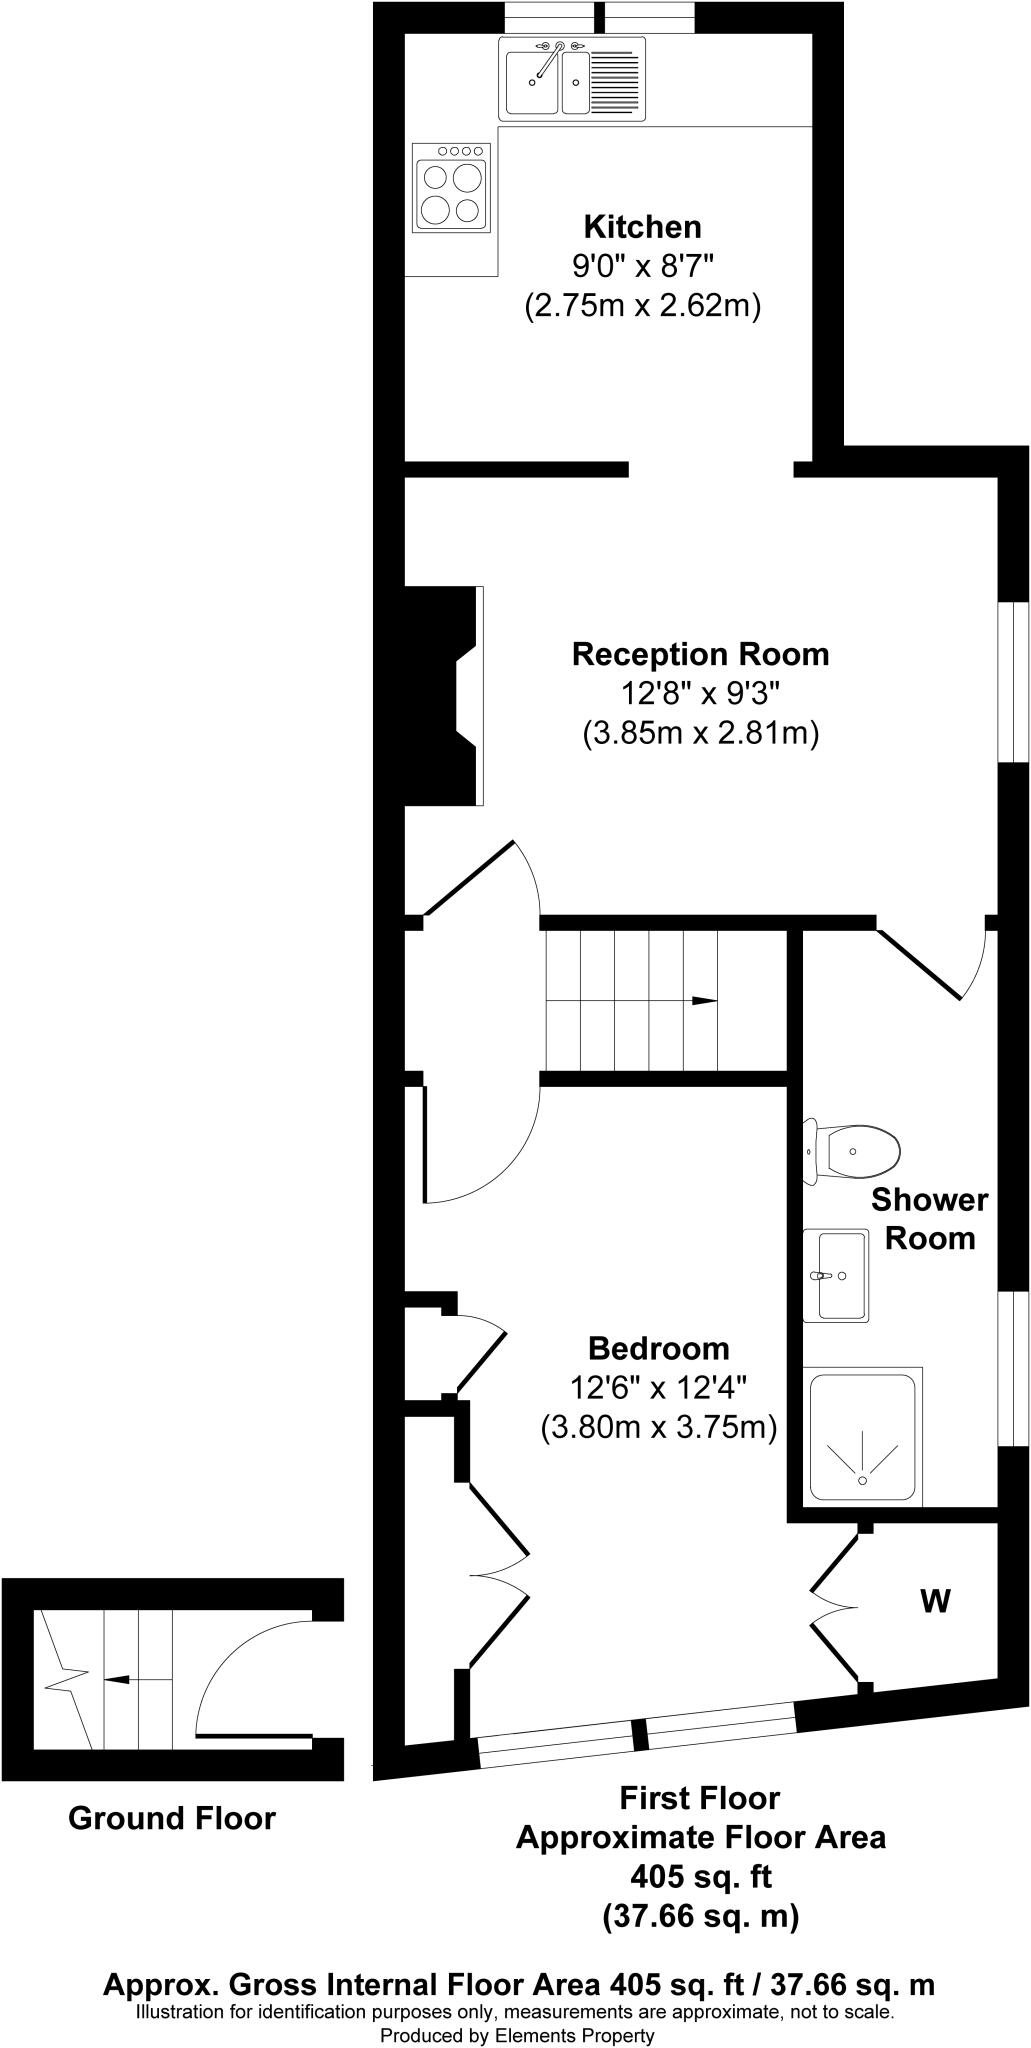 Kitchen
9'0" x 8'7"
(2.75m x 2.62m)
Reception Room
12'8" x 9'3"
(3.85m x 2.81m)
Shower
Room
Bedroom
12'6" x 12'4"
(3.80m x 3.75m)
W
Ground Floor
First Floor
Approximate Floor Area
405 sq. ft
(37.66 sq. m)
Approx. Gross Internal Floor Area 405 sq. ft / 37.66 sq. m
Illustration for identification purposes only, measurements are approximate, not to scale.
Produced by Elements Property